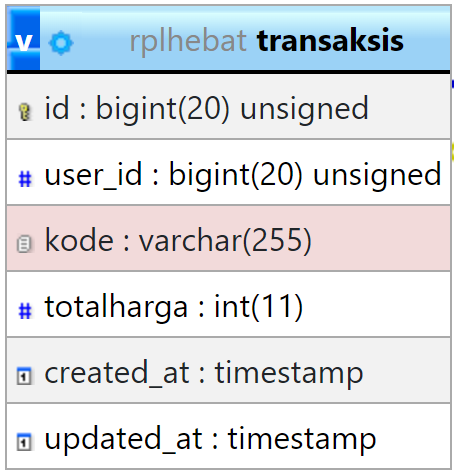 v rplhebat transaksis
id : bigint(20) unsigned
# user_id : bigint(20) unsigned
kode : varchar(255)
# totalharga : int(11)
created_at : timestamp
updated_at : timestamp